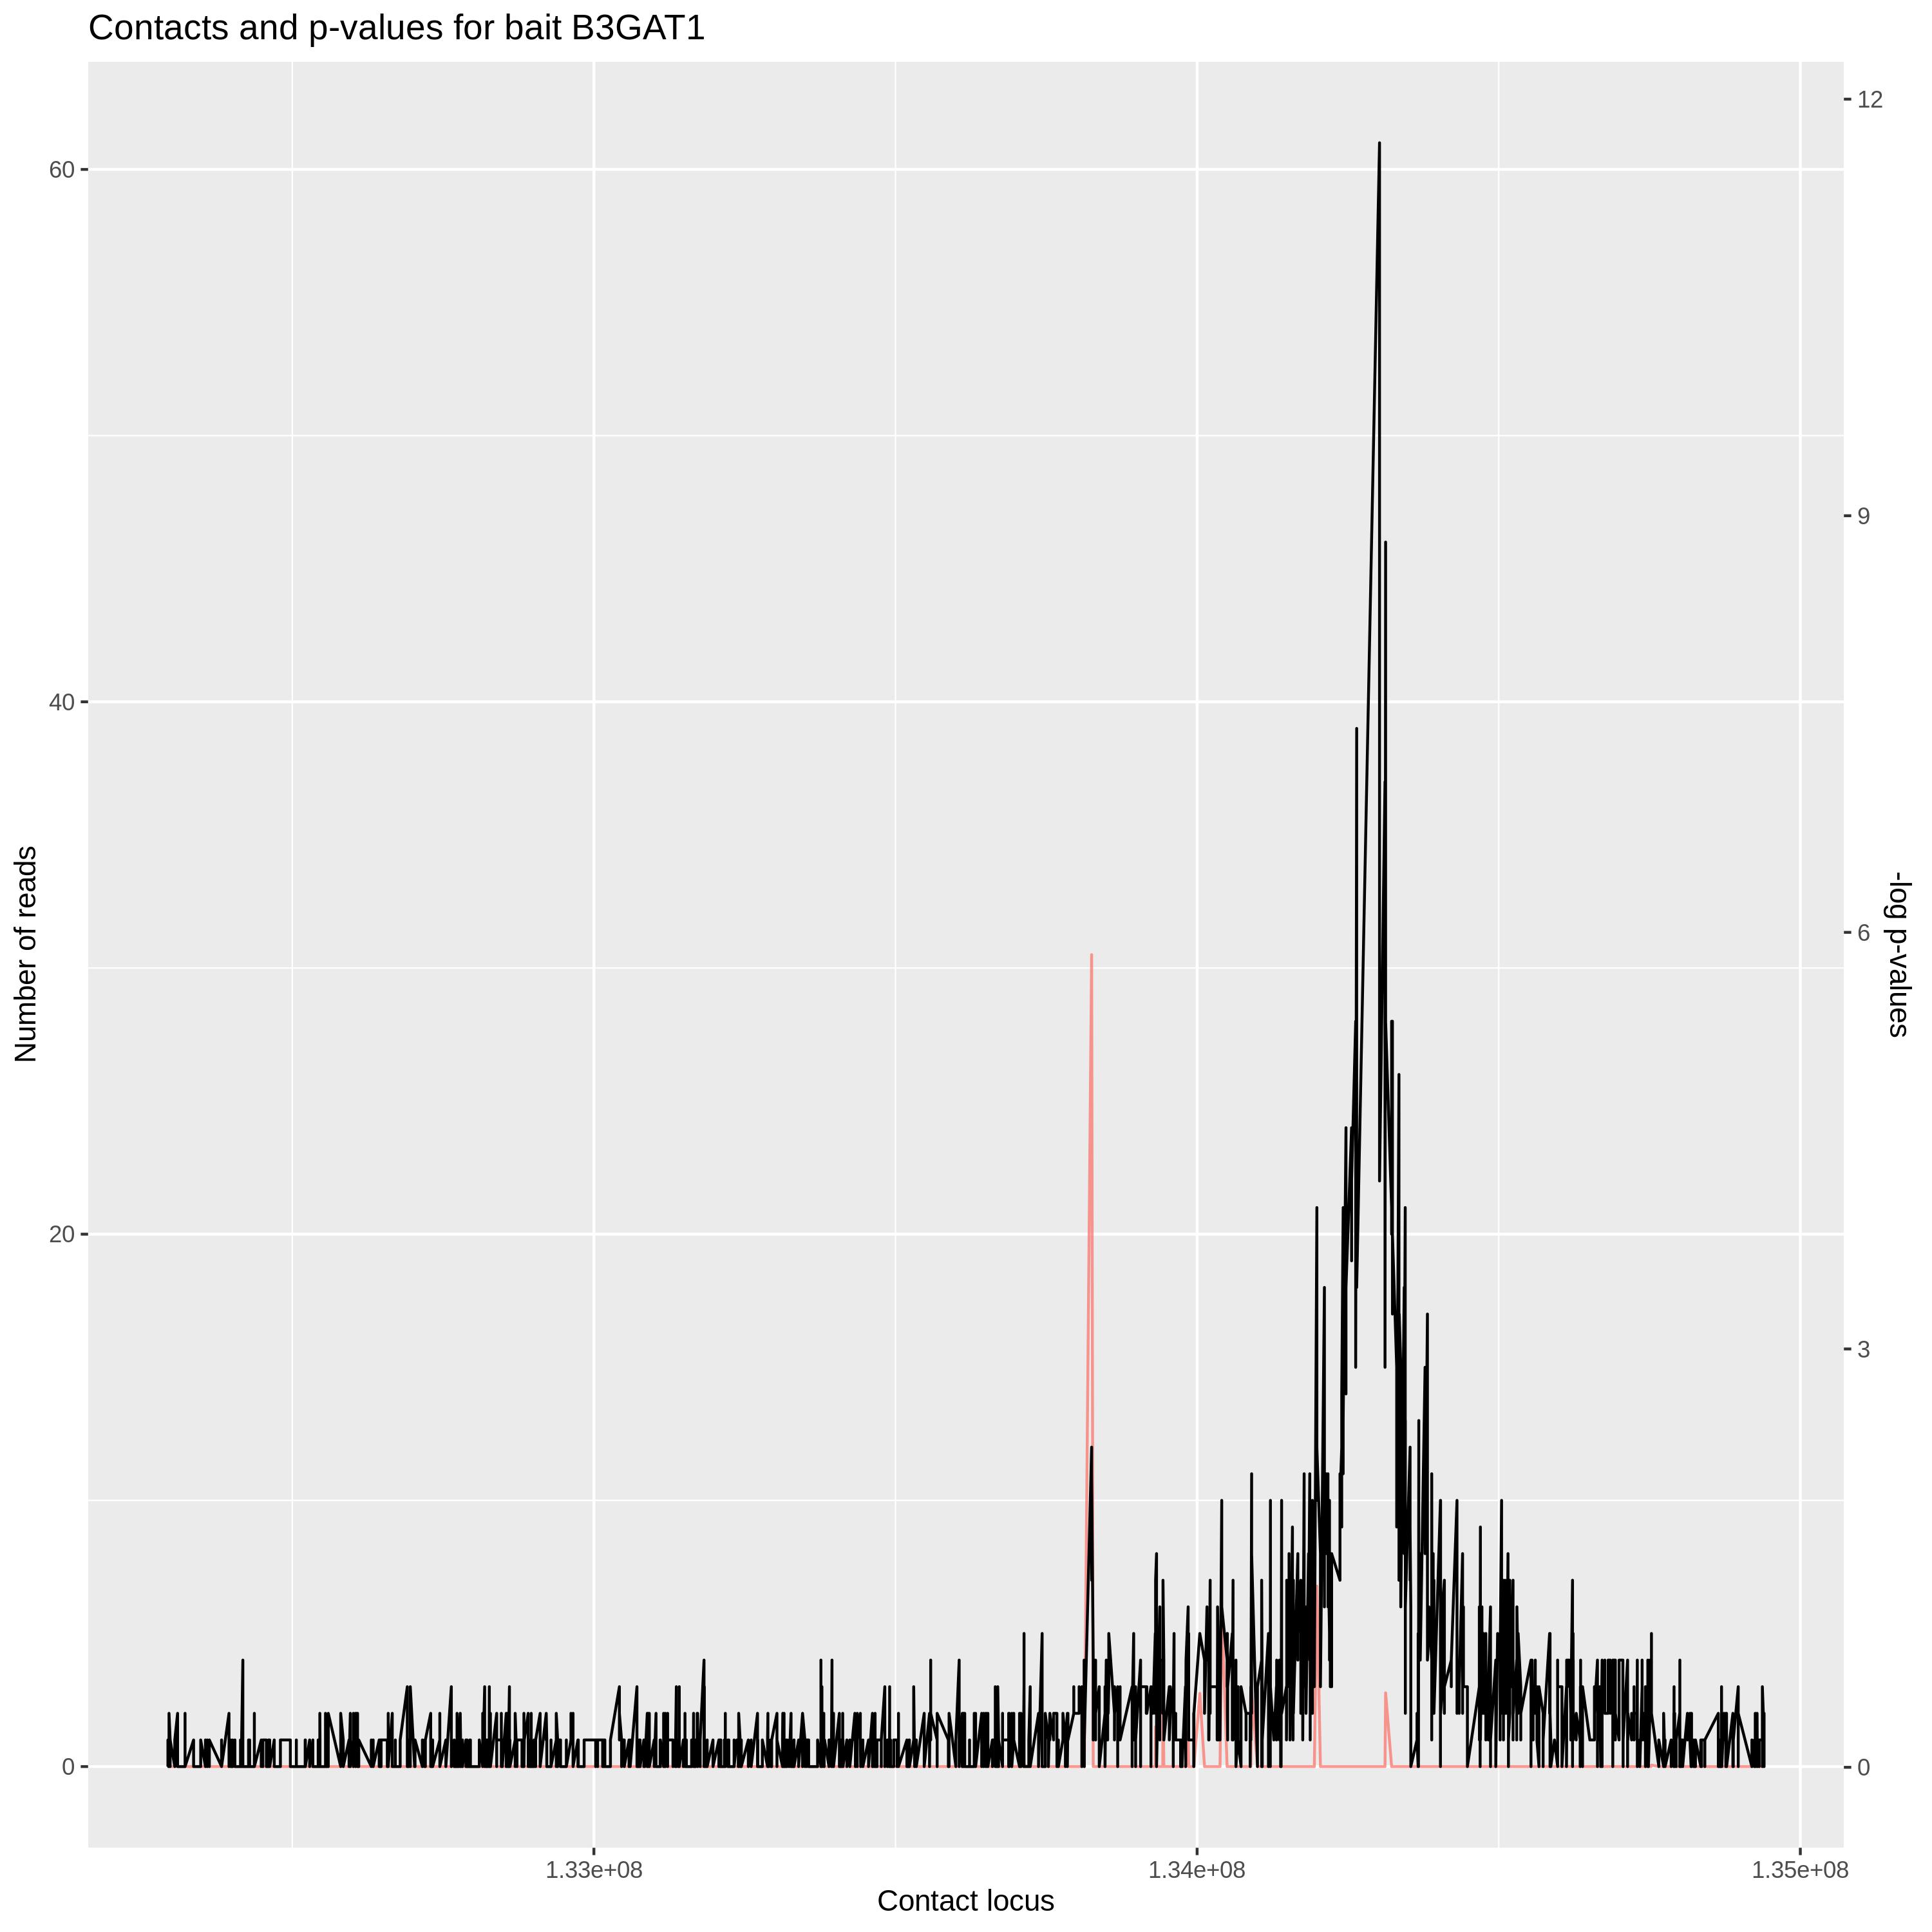 Contacts and p-values for bait B3GAT1
12
60
9
40
Number of reads
-log p-values
6
20
3
0
0
1.33e+08
1.34e+08
1.35e+08
Contact locus